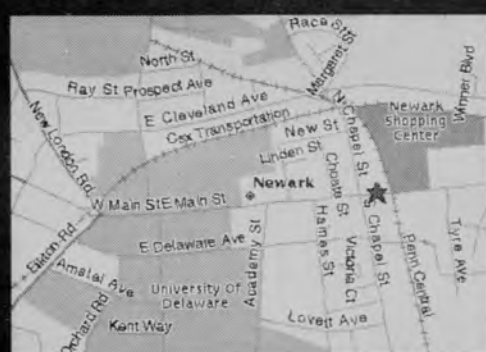 Race St
North St
Margaret St
Ray St Prospect Ave
Winner Blvd
E Cleveland Ave
Newark
Shopping
Center
N Chapel St
Csx Transportation
New St
New London Rd
Linden St
Newark
Choate St
W Main St E Main St
S Chapel St
Elkton Rd
E Delaware Ave
Academy St
Haines St
Victoria Ct
Penn Central
Tyre Ave
Amstel Ave
University Of
Delaware
Orchard Rd
Kent Way
Lovett Ave